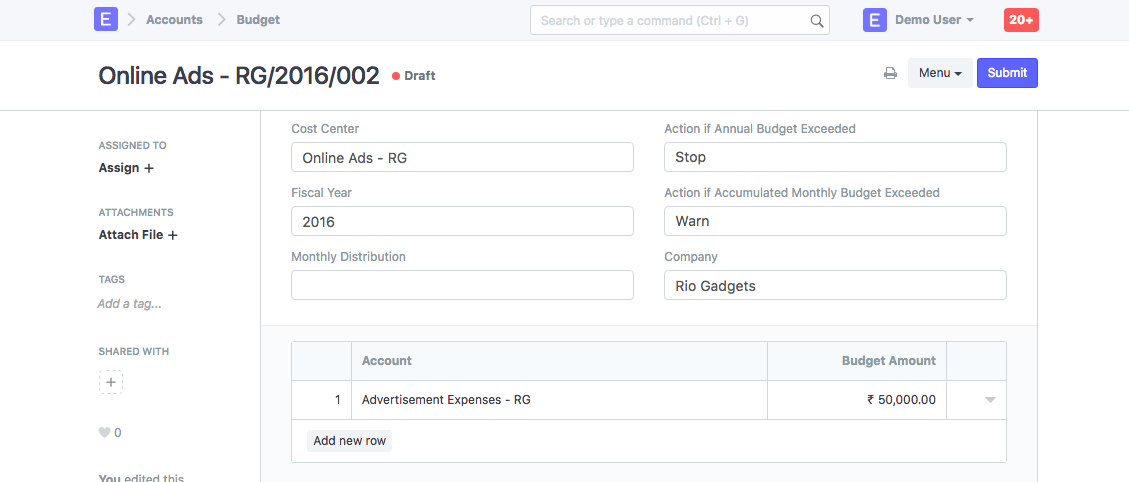 E Accounts Budget Search or type a command (Ctrl + G) E Demo User 20+
Online Ads - RG/2016/002 Draft Menu Submit
ASSIGNED TO
Assign +
ATTACHMENTS
Attach File +
TAGS
Add a tag...
SHARED WITH
+
0
You edited this
Cost Center
Online Ads - RG
Fiscal Year
2016
Monthly Distribution
Action if Annual Budget Exceeded
Stop
Action if Accumulated Monthly Budget Exceeded
Warn
Company
Rio Gadgets
Account Budget Amount
1 Advertisement Expenses - RG ₹ 50,000.00
Add new row